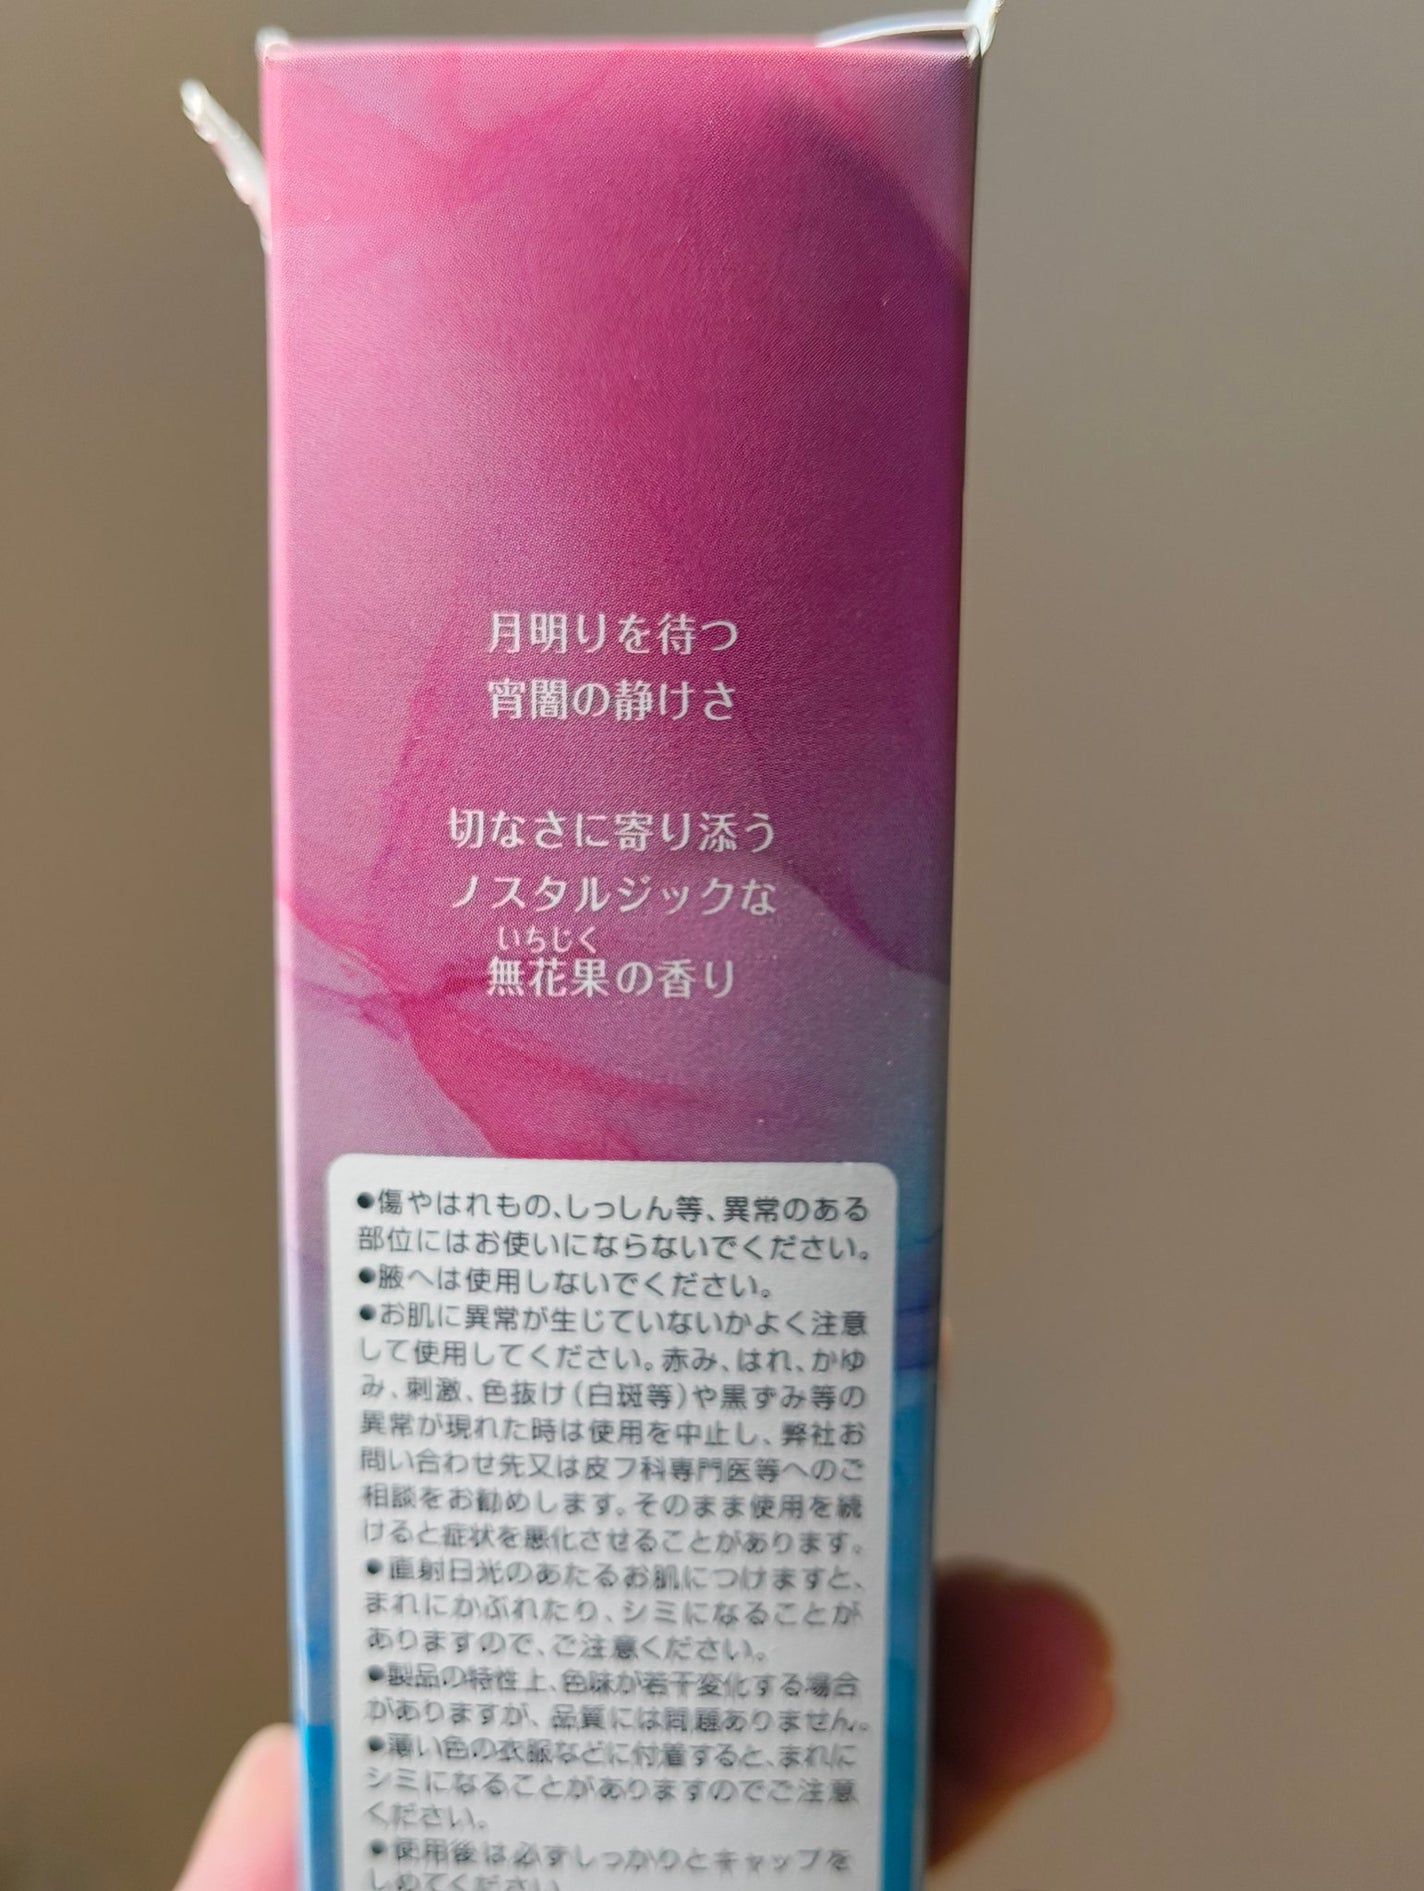 月明りを待つ
宵闇の静けさ
切なさに寄り添う
ノスタルジックな
いちじく
無花果の香り
●傷やはれもの、しっしん等、異常のある
部位にはお使いにならないでください。
●腋へは使用しないでください。
●お肌に異常が生じていないかよく注意
して使用してください。赤み、はれ、かゆ
み、刺激、色抜け(白斑等)や黒ずみ等の
異常が現れた時は使用を中止し、弊社お
問い合わせ先又は皮フ科専門医等へのご
相談をお勧めします。そのまま使用を続
けると症状を悪化させることがあります。
●直射日光のあたるお肌につけますと、
まれにかぶれたり、シミになることが
ありますので、ご注意ください。
●製品の特性上、色味が若干変化する場合
がありますが、品質には問題ありません。
●薄い色の衣服などに付着すると、まれに
シミになることがありますのでご注意
ください。
●使用後は必ずしっかりとキャップを
しめてください。